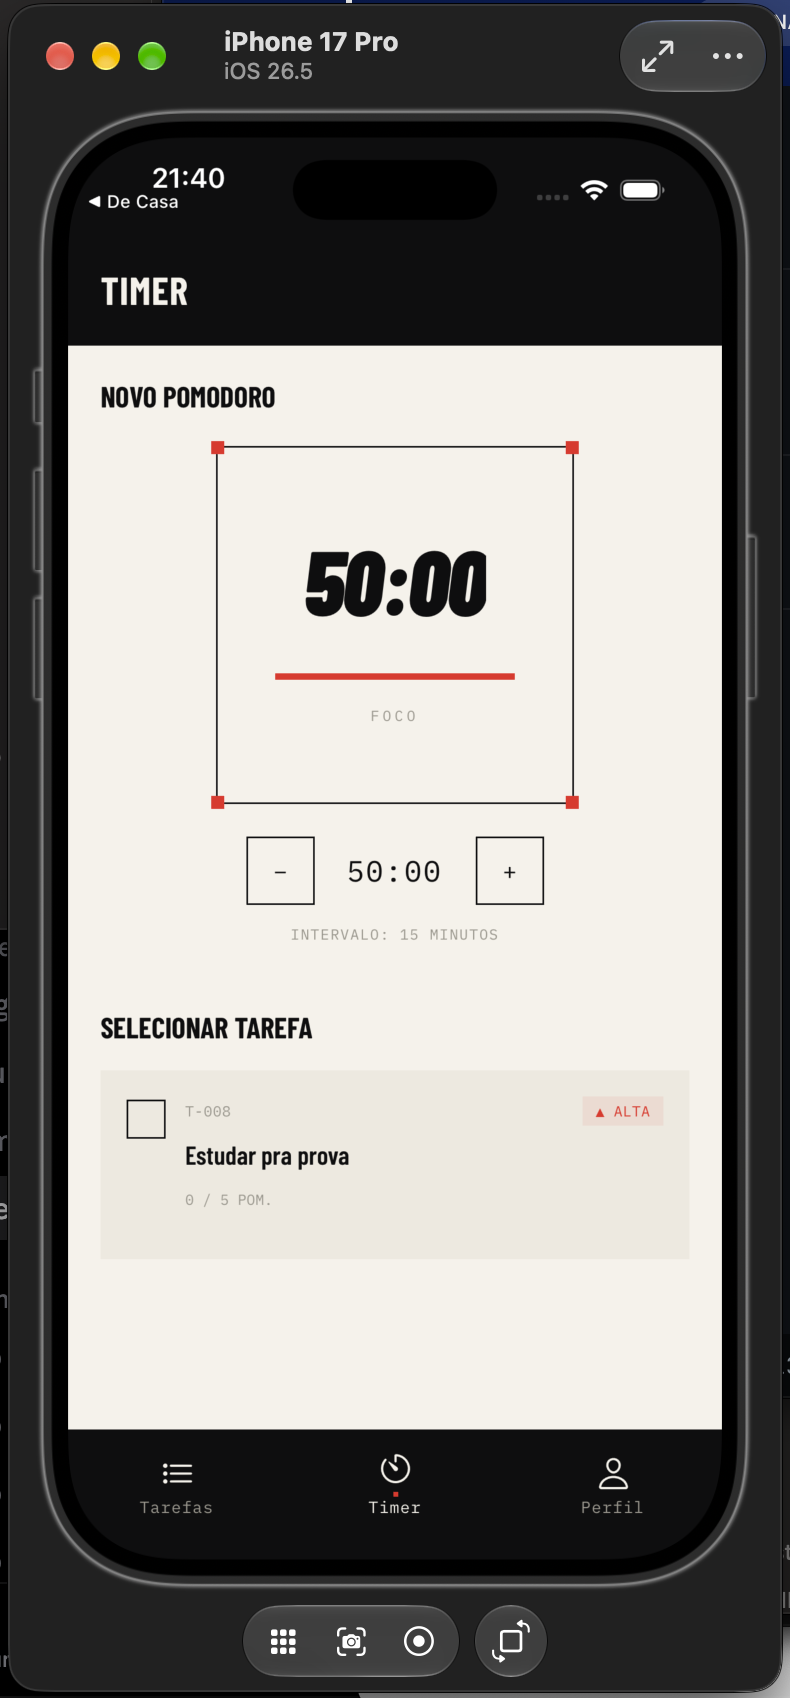 iPhone 17 Pro
iOS 26.5
21:40
◀ De Casa
TIMER
NOVO POMODORO
50:00
FOCO
− 50:00 +
INTERVALO: 15 MINUTOS
SELECIONAR TAREFA
T-008
▲ ALTA
Estudar pra prova
0 / 5 POM.
Tarefas
Timer
Perfil